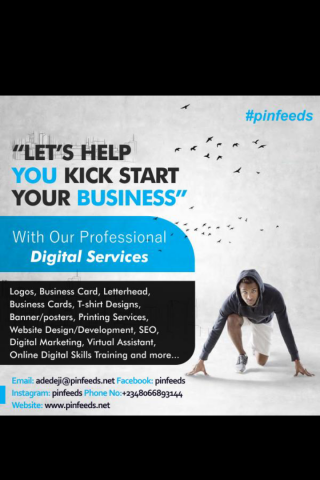 #pinfeeds
"LET'S HELP
YOU KICK START
YOUR BUSINESS"
With Our Professional
Digital Services
Logos, Business Card, Letterhead,
Business Cards, T-shirt Designs,
Banner/posters, Printing Services,
Website Design/Development, SEO,
Digital Marketing, Virtual Assistant,
Online Digital Skills Training and more...
Email: adedeji@pinfeeds.net Facebook: pinfeeds
Instagram: pinfeeds Phone No:+2348066893144
Website: www.pinfeeds.net